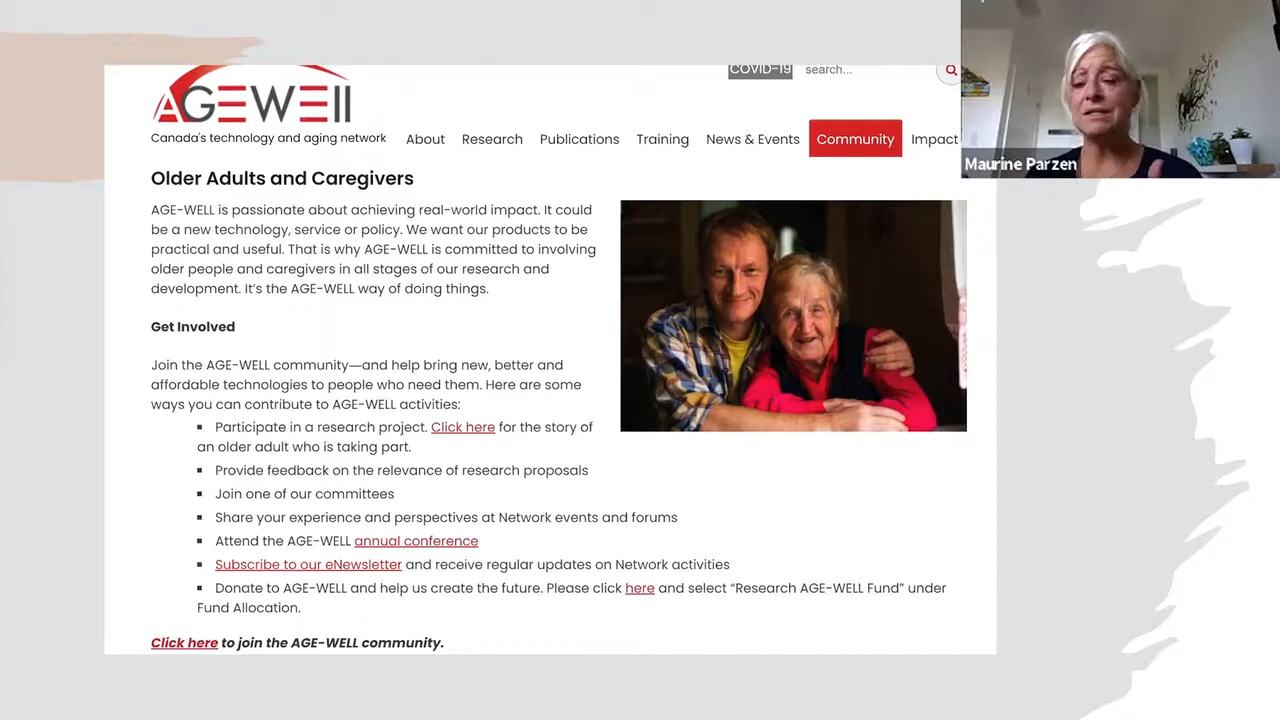 AGEWEll
Canada's technology and aging network
COVID-19
search...
About
Research
Publications
Training
News & Events
Community
Impact
Maurine Parzen
Older Adults and Caregivers
AGE-WELL is passionate about achieving real-world impact. It could
be a new technology, service or policy. We want our products to be
practical and useful. That is why AGE-WELL is committed to involving
older people and caregivers in all stages of our research and
development. It’s the AGE-WELL way of doing things.
Get Involved
Join the AGE-WELL community—and help bring new, better and
affordable technologies to people who need them. Here are some
ways you can contribute to AGE-WELL activities:
▪ Participate in a research project. Click here for the story of
an older adult who is taking part.
▪ Provide feedback on the relevance of research proposals
▪ Join one of our committees
▪ Share your experience and perspectives at Network events and forums
▪ Attend the AGE-WELL annual conference
▪ Subscribe to our eNewsletter and receive regular updates on Network activities
▪ Donate to AGE-WELL and help us create the future. Please click here and select “Research AGE-WELL Fund” under
Fund Allocation.
Click here to join the AGE-WELL community.